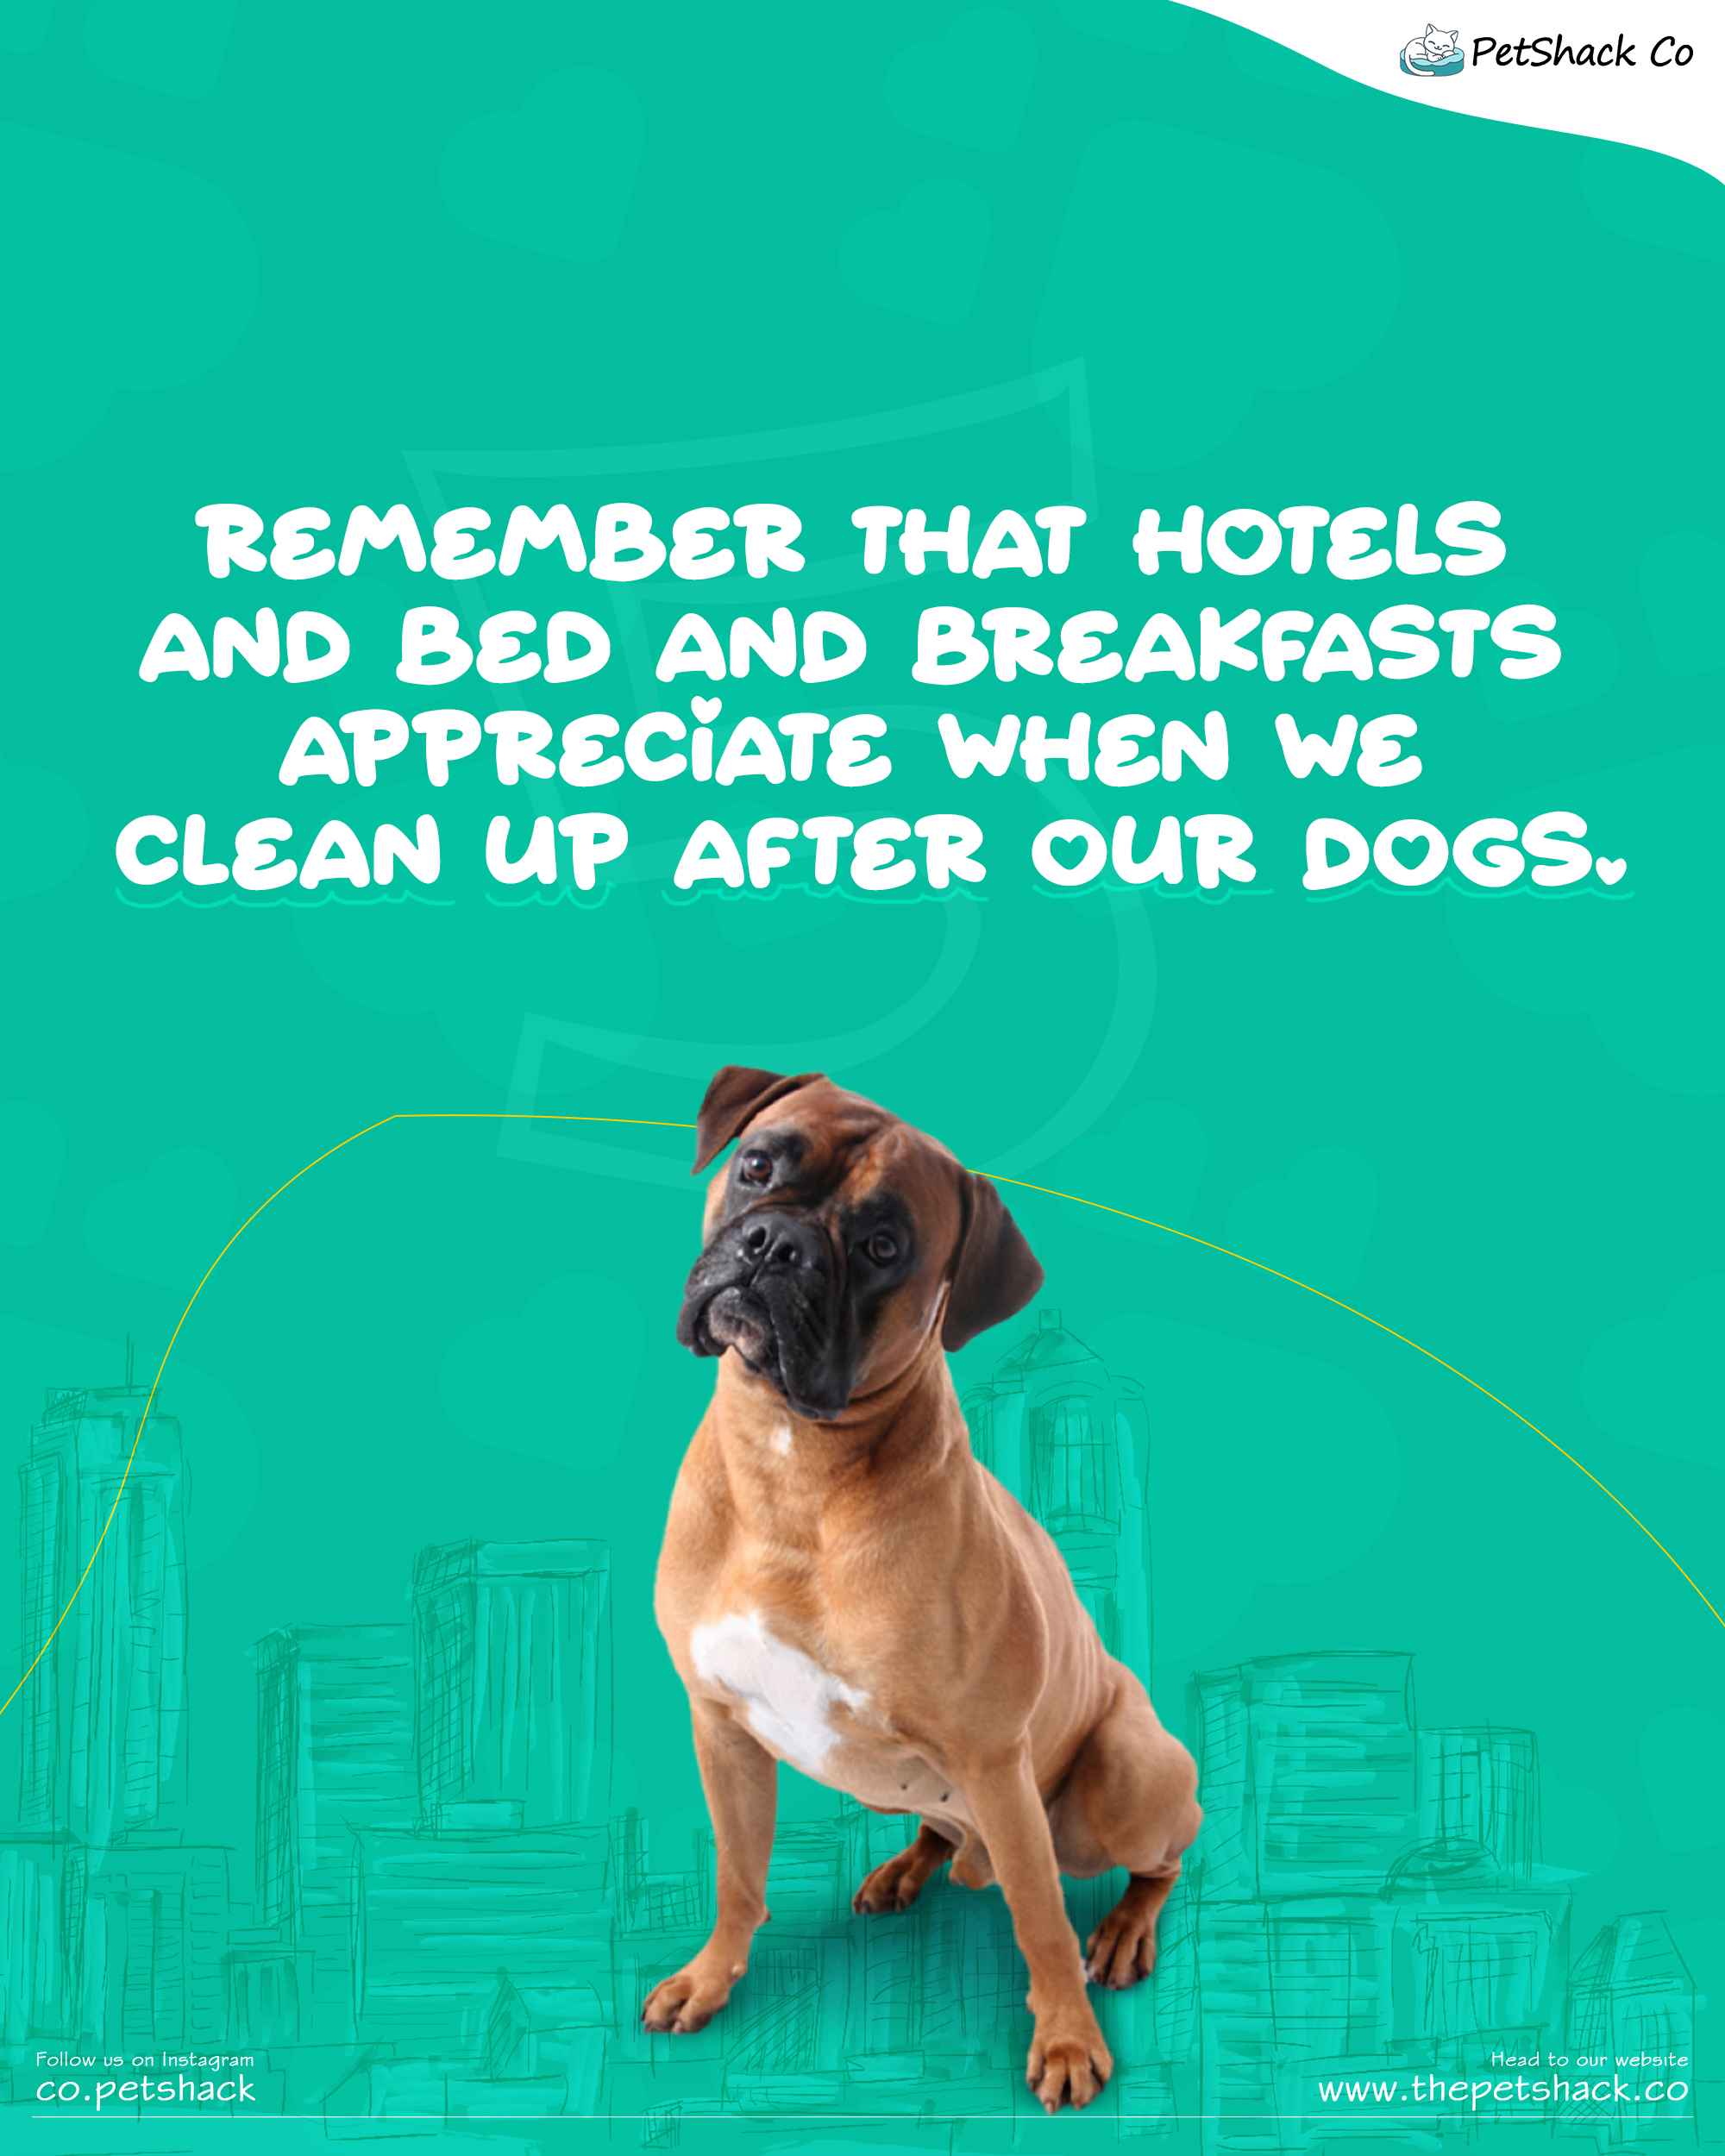 PetShack Co
5
REMEMBER THAT HOTELS
AND BED AND BREAKFASTS
APPRECIATE WHEN WE
CLEAN UP AFTER OUR DOGS.
Follow us on Instagram
co.petshack
Head to our website
www.thepetshack.co